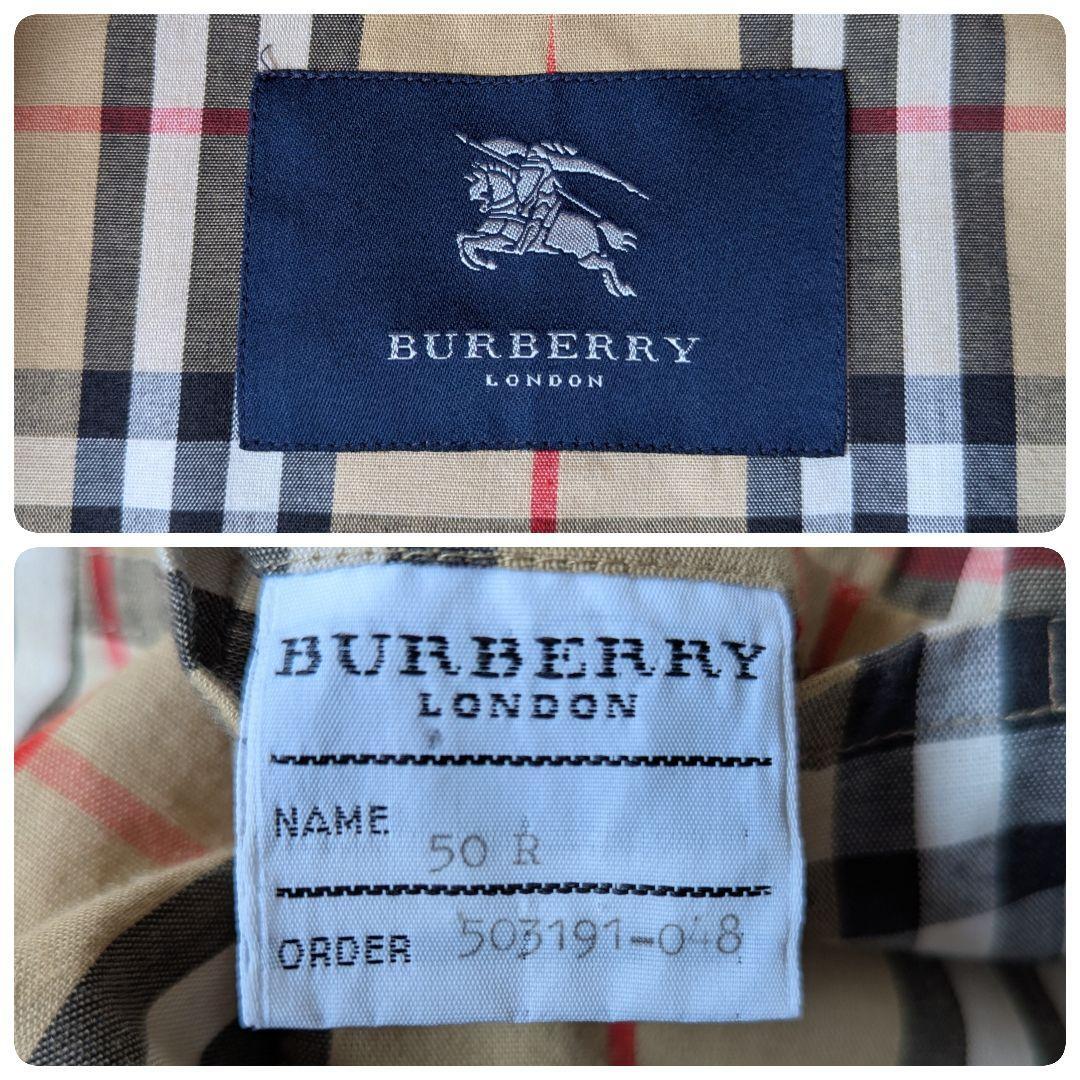 BURBERRY
LONDON
BURBERRY
LONDON
NAME
50 R
ORDER 503191-048